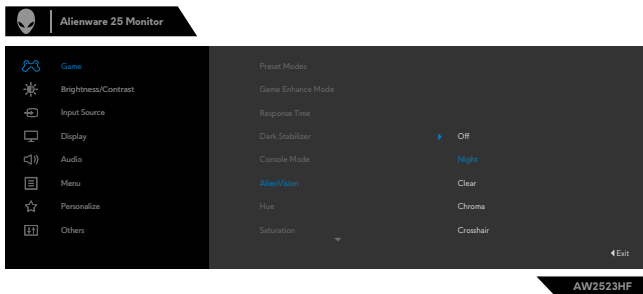 Alienware 25 Monitor
Game
Preset Modes
Brightness/Contrast
Game Enhance Mode
Input Source
Response Time
Display
Dark Stabilizer
Off
Audio
Console Mode
Night
Menu
AlienVision
Clear
Personalize
Hue
Chroma
Others
Saturation
Crosshair
Exit
AW2523HF